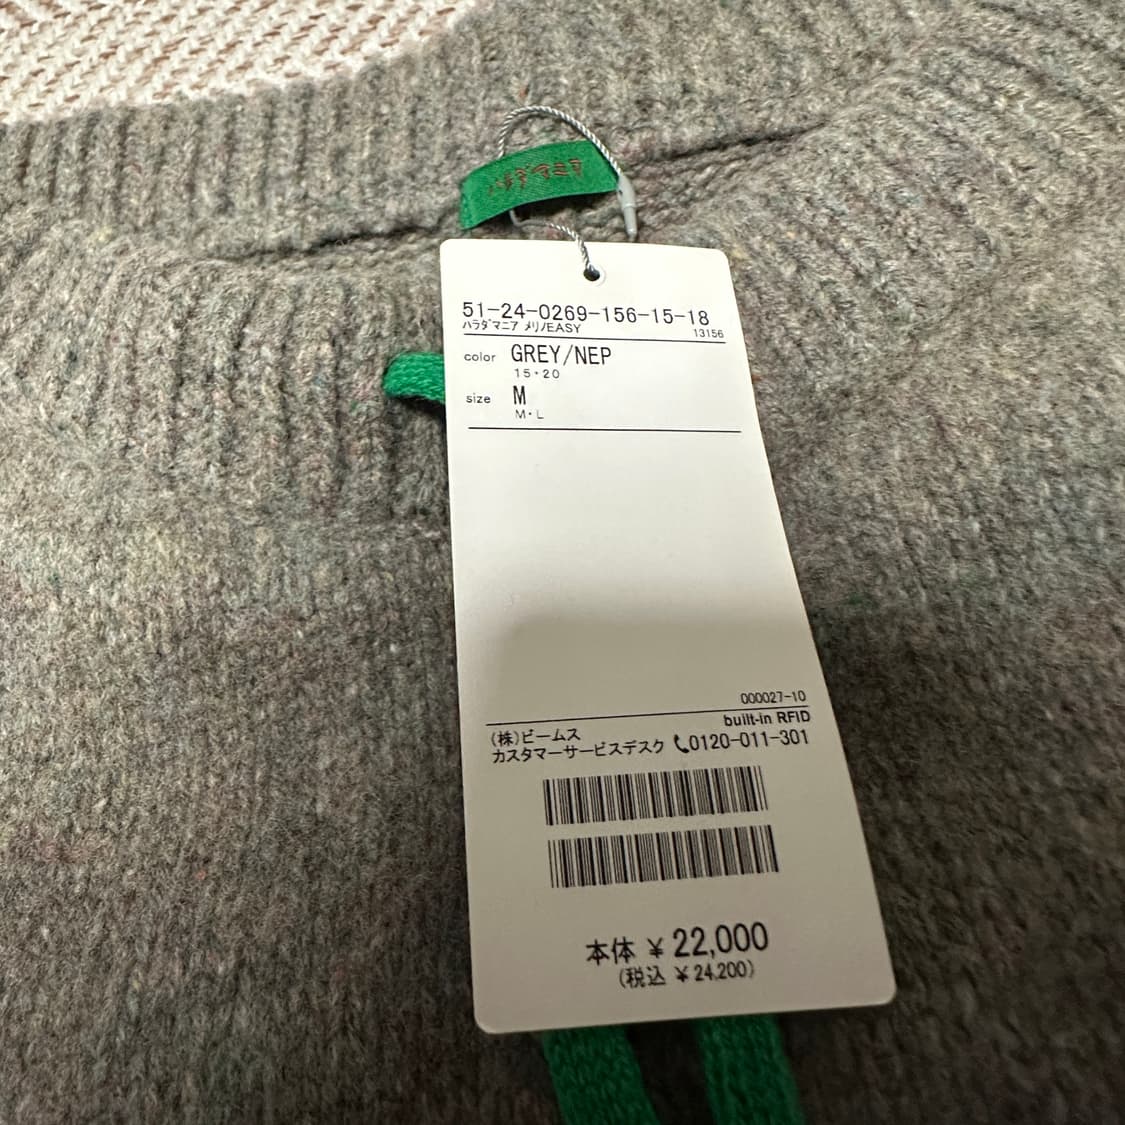 ハラダマニア
51-24-0269-156-15-18
ハラダマニア メリノEASY
13156
color GREY/NEP
15・20
size M
M・L
000027-10
built-in RFID
(株)ビームス
カスタマーサービスデスク 0120-011-301
本体 ¥22,000
(税込 ¥24,200)